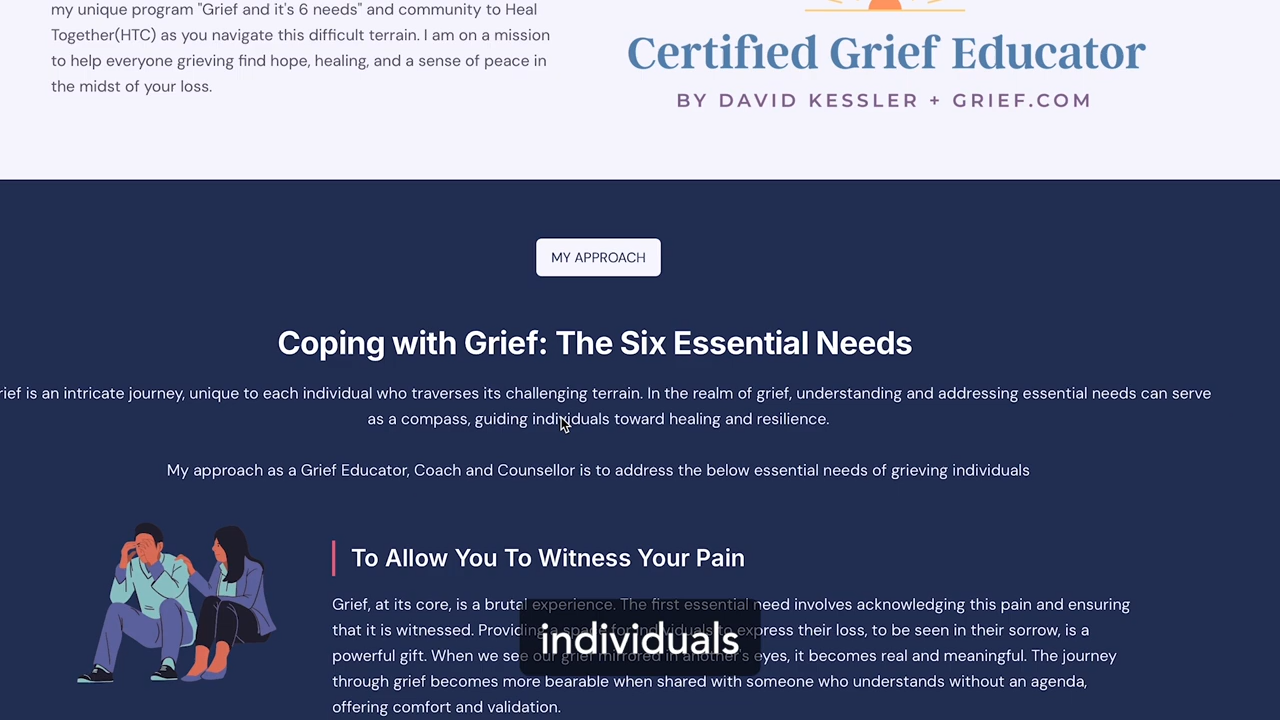 my unique program "Grief and it's 6 needs" and community to Heal
Together(HTC) as you navigate this difficult terrain. I am on a mission
to help everyone grieving find hope, healing, and a sense of peace in
the midst of your loss.
Certified Grief Educator
BY DAVID KESSLER + GRIEF.COM
MY APPROACH
Coping with Grief: The Six Essential Needs
rief is an intricate journey, unique to each individual who traverses its challenging terrain. In the realm of grief, understanding and addressing essential needs can serve
as a compass, guiding individuals toward healing and resilience.
My approach as a Grief Educator, Coach and Counsellor is to address the below essential needs of grieving individuals
To Allow You To Witness Your Pain
Grief, at its core, is a brutal experience. The first essential need involves acknowledging this pain and ensuring
that it is witnessed. Providing a space for individuals to express their loss, to be seen in their sorrow, is a
powerful gift. When we see our grief mirrored in another's eyes, it becomes real and meaningful. The journey
through grief becomes more bearable when shared with someone who understands without an agenda,
offering comfort and validation.
individuals